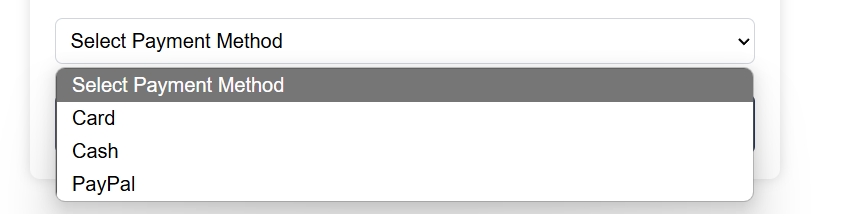 Select Payment Method
Select Payment Method
Card
Cash
PayPal